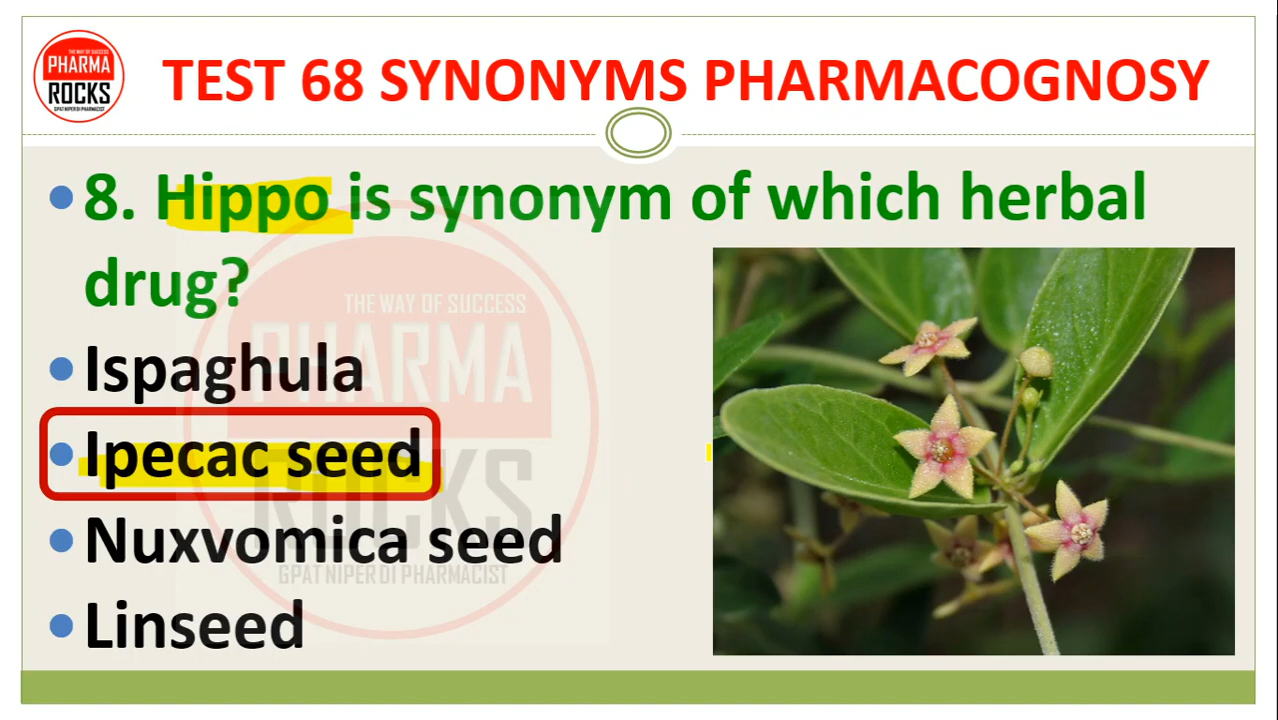 THE WAY OF SUCCESS
PHARMA
ROCKS
GPAT NIPER DI PHARMACIST
TEST 68 SYNONYMS PHARMACOGNOSY
8. Hippo is synonym of which herbal
drug?
Ispaghula
Ipecac seed
Nuxvomica seed
Linseed
THE WAY OF SUCCESS
PHARMA
ROCKS
GPAT NIPER DI PHARMACIST